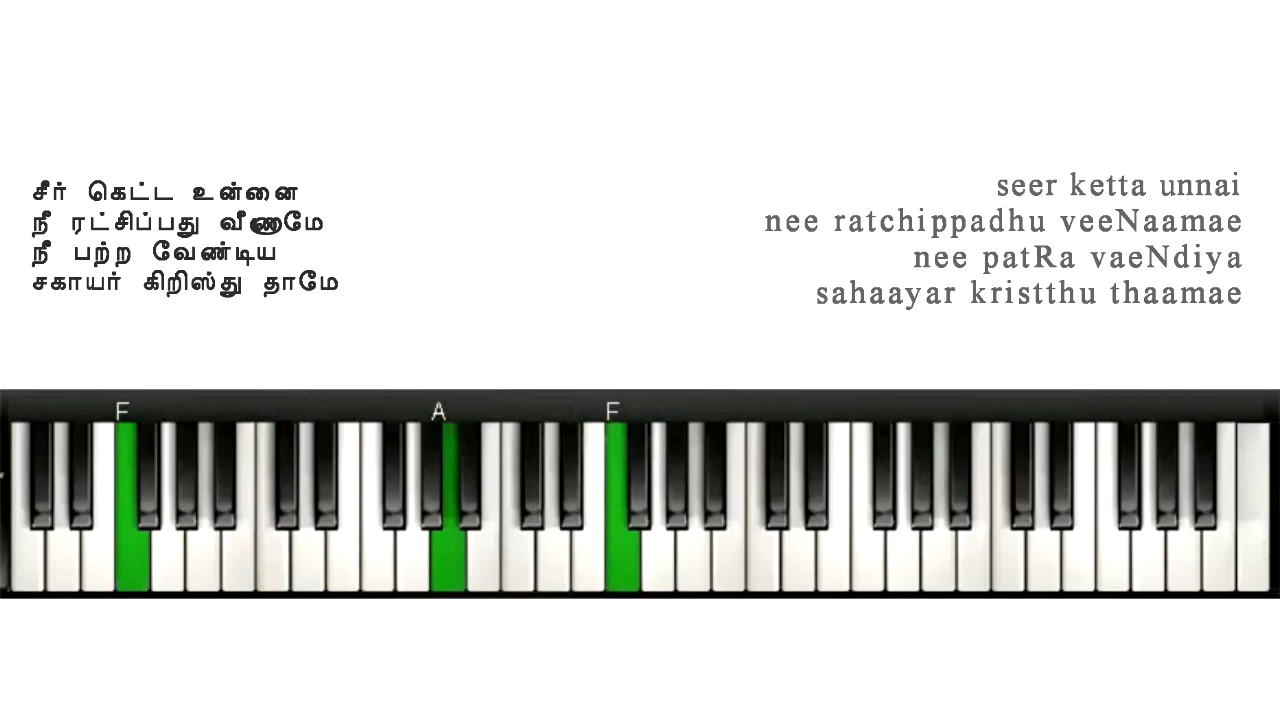 சீர் கெட்ட உன்னை
நீ ரட்சிப்பது வீணாமே
நீ பற்ற வேண்டிய
சகாயர் கிறிஸ்து தாமே
seer ketta unnai
nee ratchippadhu veeNaamae
nee patRa vaeNdiya
sahaayar kristthu thaamae
F A F